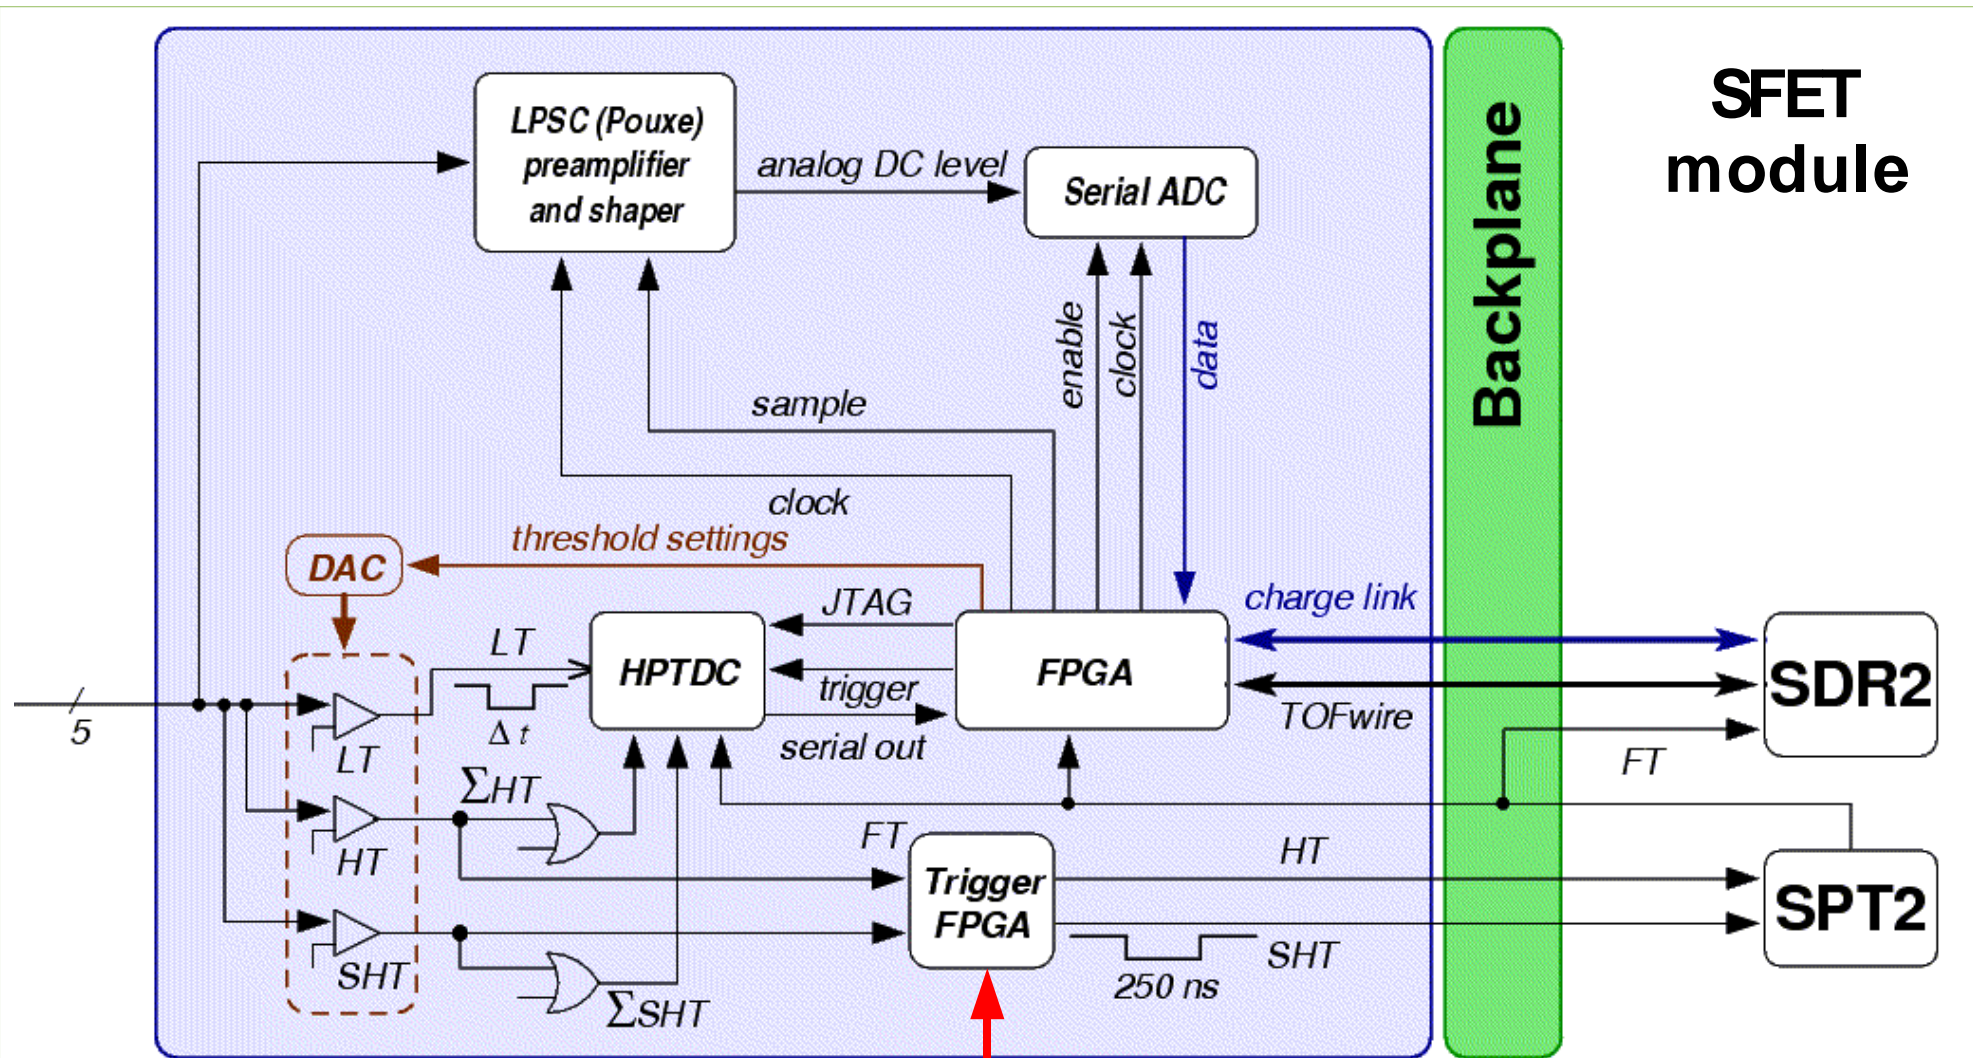 SFET
module
Backplane
LPSC (Pouxe)
preamplifier
and shaper
analog DC level
Serial ADC
enable
clock
data
sample
clock
threshold settings
DAC
JTAG
charge link
LT
HPTDC
FPGA
SDR2
trigger
TOFwire
5
Δ t
serial out
LT
FT
ΣHT
HT
FT
HT
Trigger
FPGA
SPT2
SHT
SHT
250 ns
ΣSHT